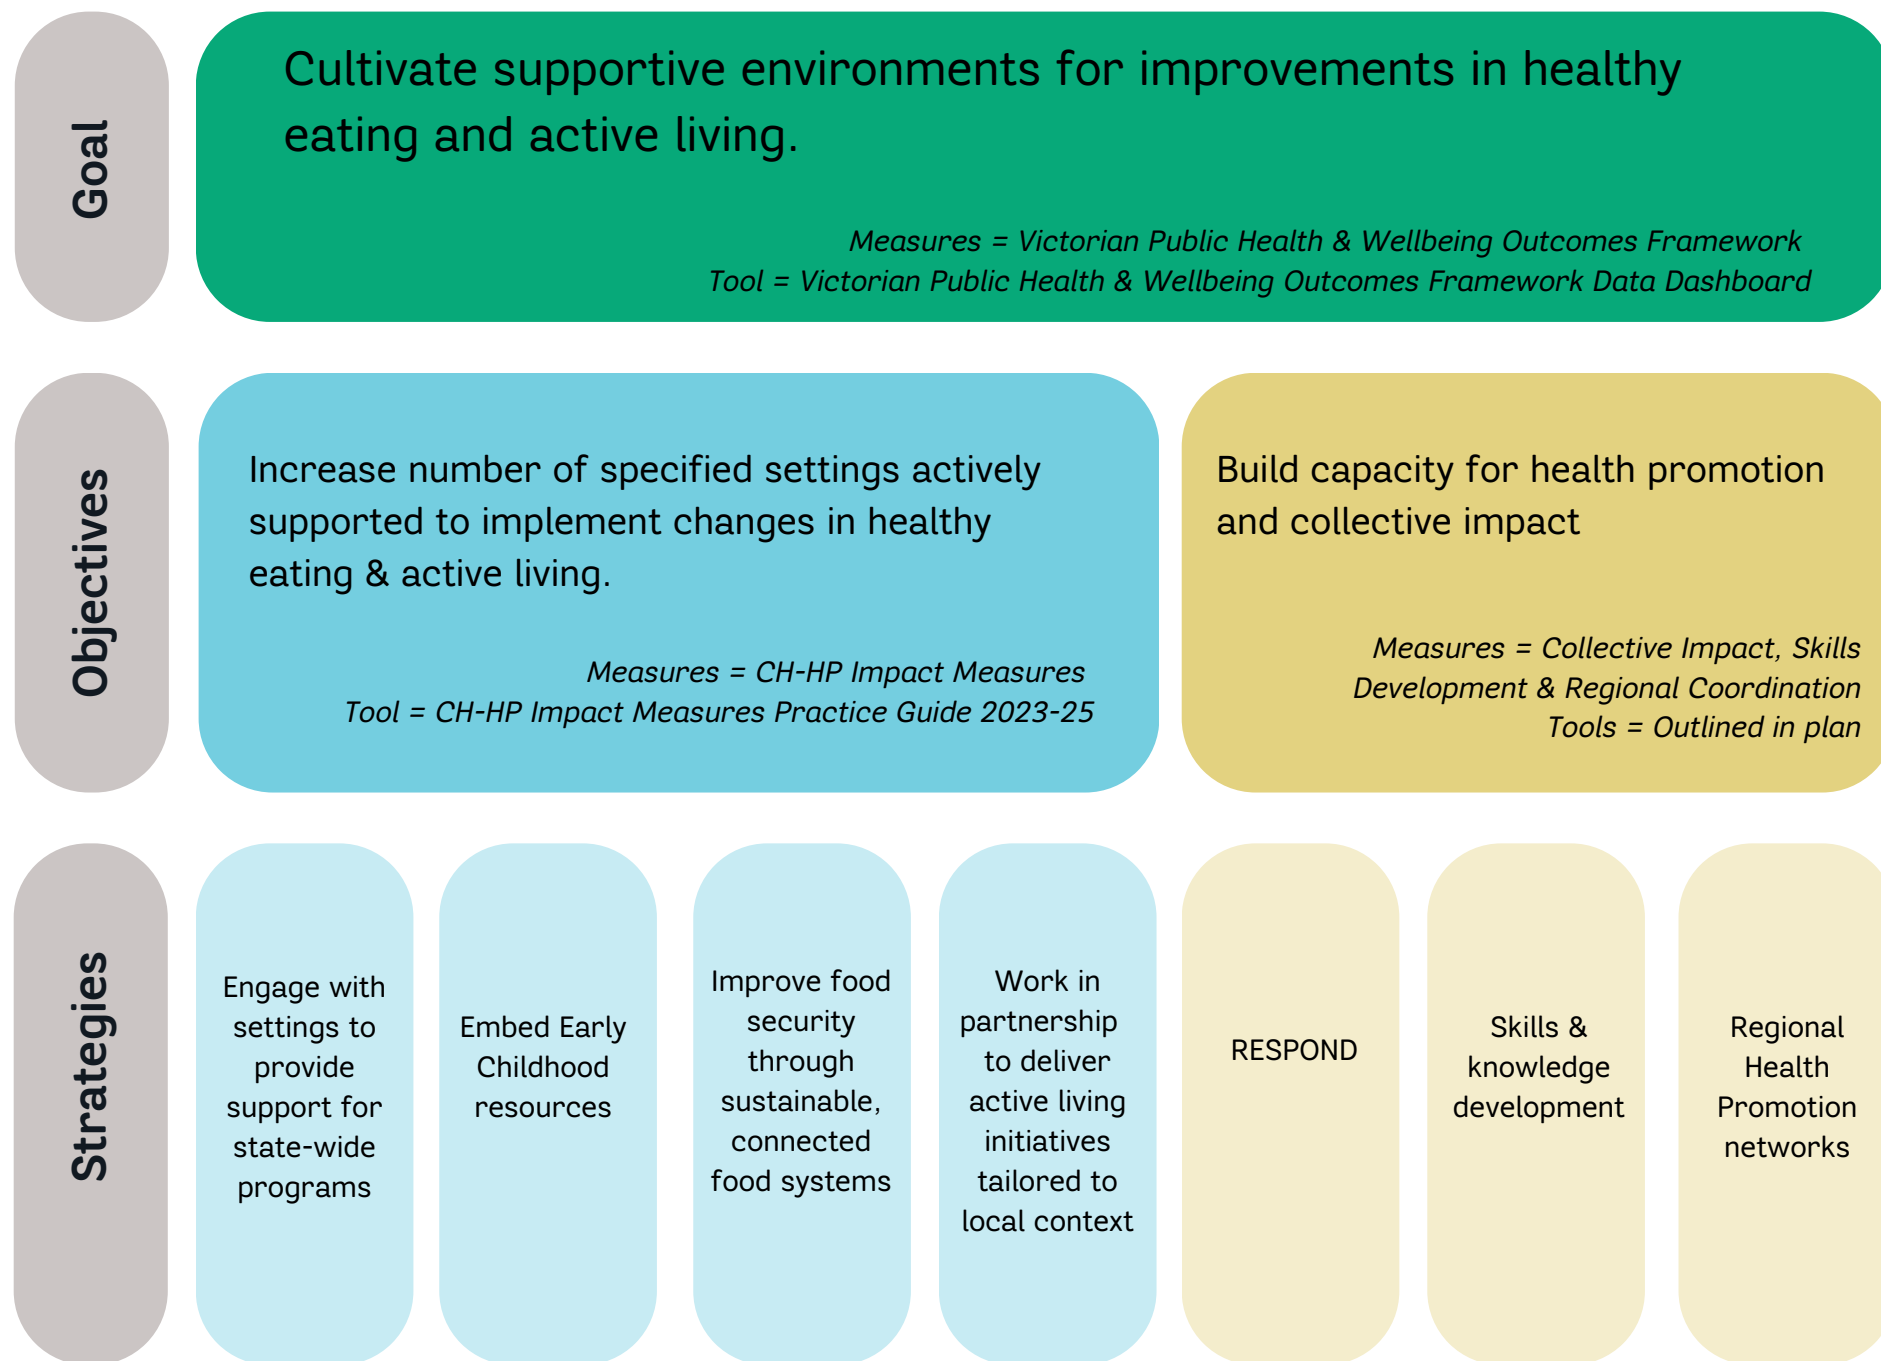 Goal
Cultivate supportive environments for improvements in healthy
eating and active living.
Measures = Victorian Public Health & Wellbeing Outcomes Framework
Tool = Victorian Public Health & Wellbeing Outcomes Framework Data Dashboard
Objectives
Increase number of specified settings actively
supported to implement changes in healthy
eating & active living.
Measures = CH-HP Impact Measures
Tool = CH-HP Impact Measures Practice Guide 2023-25
Build capacity for health promotion
and collective impact
Measures = Collective Impact, Skills
Development & Regional Coordination
Tools = Outlined in plan
Strategies
Engage with
settings to
provide
support for
state-wide
programs
Embed Early
Childhood
resources
Improve food
security
through
sustainable,
connected
food systems
Work in
partnership
to deliver
active living
initiatives
tailored to
local context
RESPOND
Skills &
knowledge
development
Regional
Health
Promotion
networks